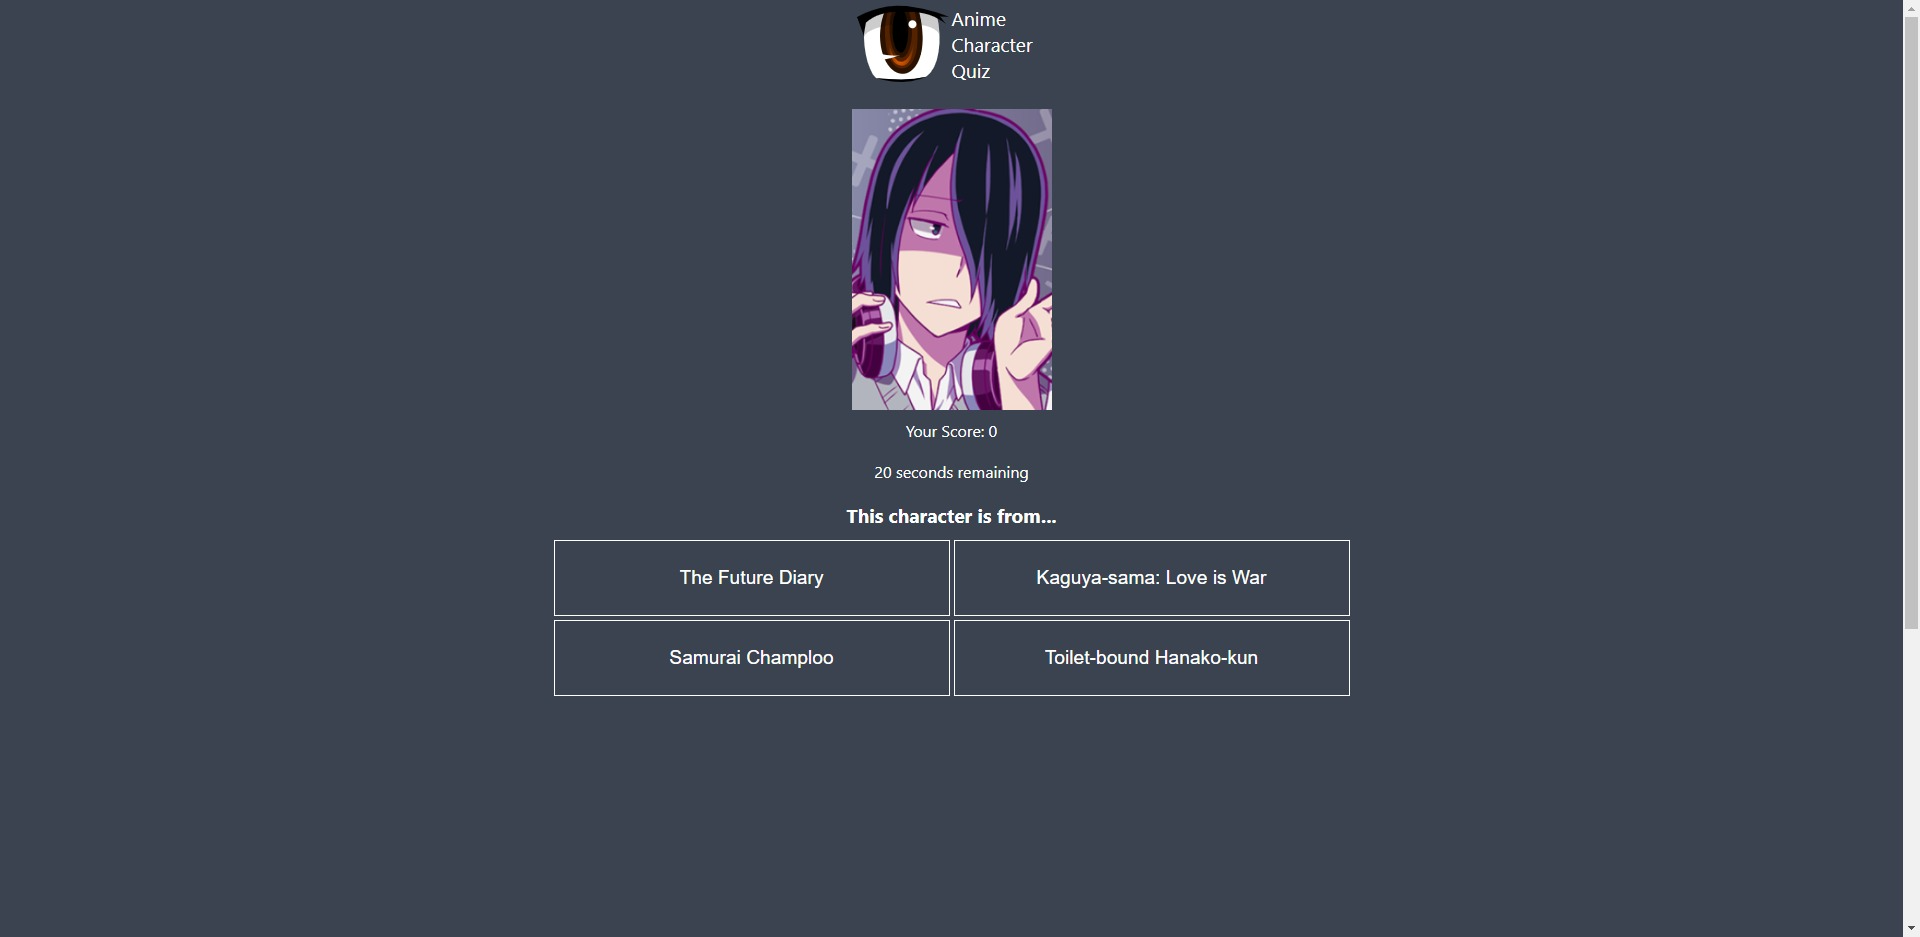 Anime
Character
Quiz
Your Score: 0
20 seconds remaining
This character is from...
The Future Diary
Kaguya-sama: Love is War
Samurai Champloo
Toilet-bound Hanako-kun